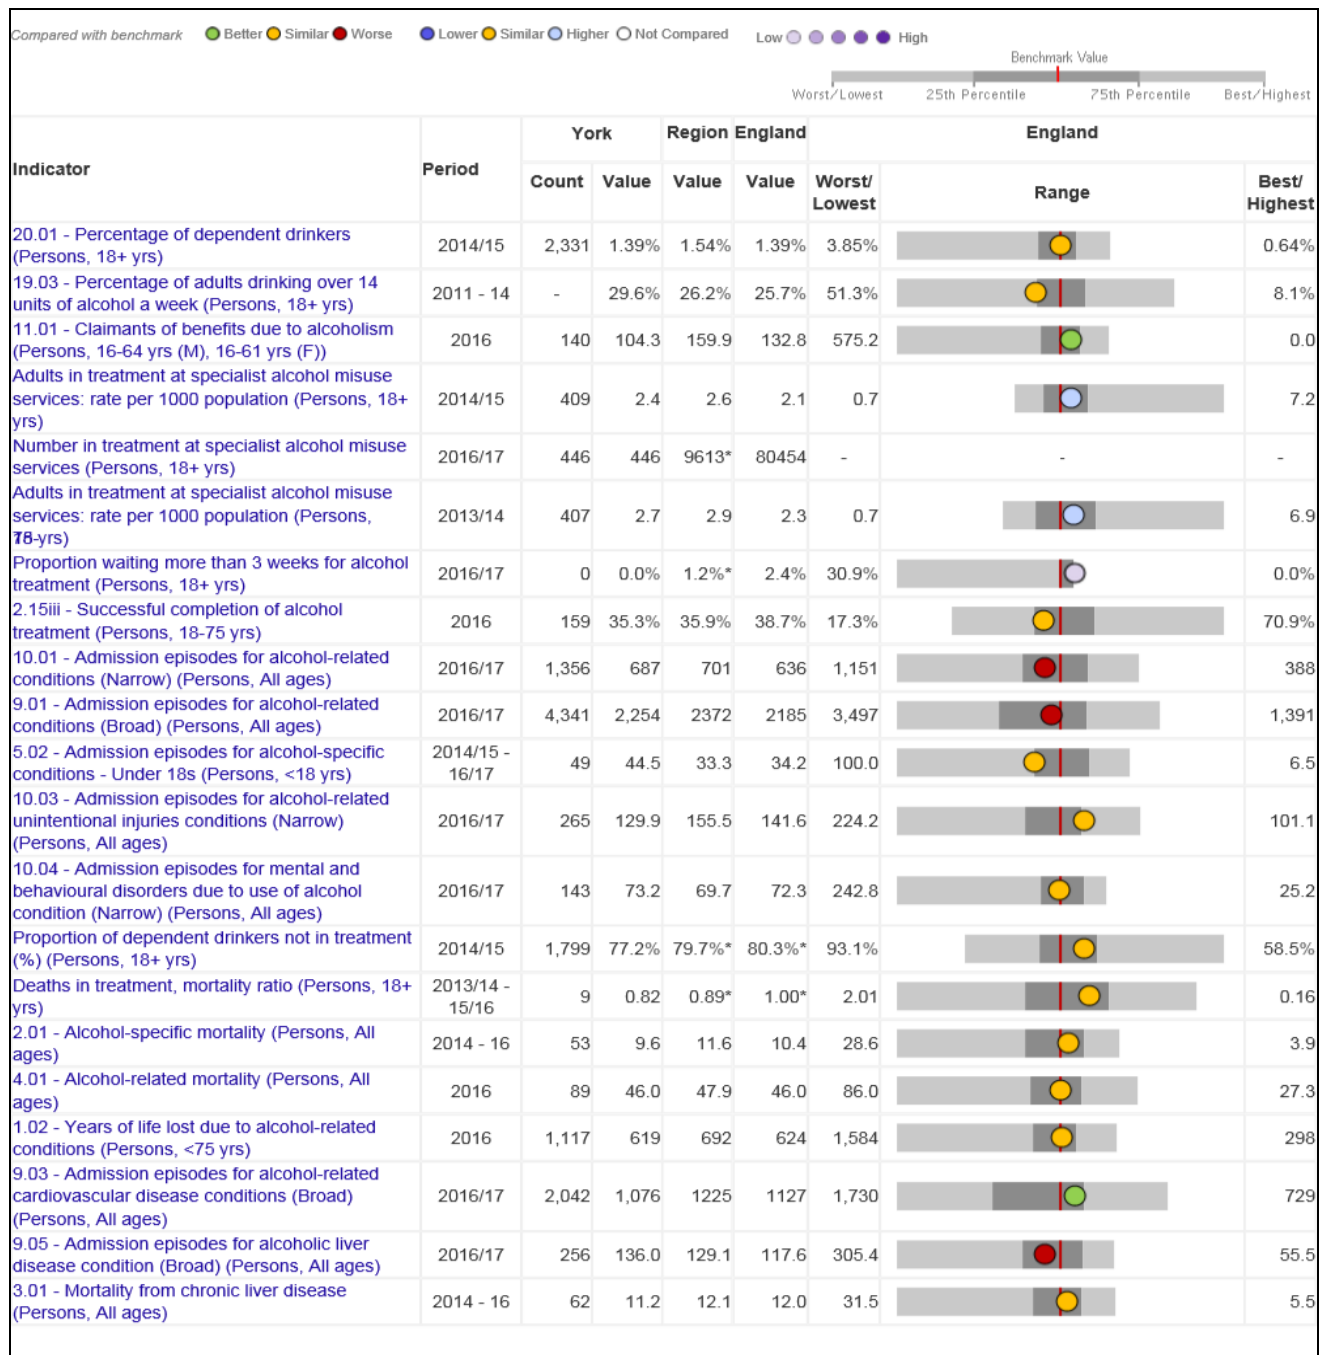 Compared with benchmark Better Similar Worse Lower Similar Higher Not Compared Low High
Benchmark Value
Worst/Lowest 25th Percentile 75th Percentile Best/Highest
Indicator Period York Region England England
Count Value Value Value Worst/ Lowest Range Best/ Highest
20.01 - Percentage of dependent drinkers
(Persons, 18+ yrs) 2014/15 2,331 1.39% 1.54% 1.39% 3.85% 0.64%
19.03 - Percentage of adults drinking over 14
units of alcohol a week (Persons, 18+ yrs) 2011 - 14 - 29.6% 26.2% 25.7% 51.3% 8.1%
11.01 - Claimants of benefits due to alcoholism
(Persons, 16-64 yrs (M), 16-61 yrs (F)) 2016 140 104.3 159.9 132.8 575.2 0.0
Adults in treatment at specialist alcohol misuse
services: rate per 1000 population (Persons, 18+
yrs) 2014/15 409 2.4 2.6 2.1 0.7 7.2
Number in treatment at specialist alcohol misuse
services (Persons, 18+ yrs) 2016/17 446 446 9613* 80454 - - -
Adults in treatment at specialist alcohol misuse
services: rate per 1000 population (Persons,
yrs) 2013/14 407 2.7 2.9 2.3 0.7 6.9
Proportion waiting more than 3 weeks for alcohol
treatment (Persons, 18+ yrs) 2016/17 0 0.0% 1.2%* 2.4% 30.9% 0.0%
2.15iii - Successful completion of alcohol
treatment (Persons, 18-75 yrs) 2016 159 35.3% 35.9% 38.7% 17.3% 70.9%
10.01 - Admission episodes for alcohol-related
conditions (Narrow) (Persons, All ages) 2016/17 1,356 687 701 636 1,151 388
9.01 - Admission episodes for alcohol-related
conditions (Broad) (Persons, All ages) 2016/17 4,341 2,254 2372 2185 3,497 1,391
5.02 - Admission episodes for alcohol-specific
conditions - Under 18s (Persons, <18 yrs) 2014/15 - 16/17 49 44.5 33.3 34.2 100.0 6.5
10.03 - Admission episodes for alcohol-related
unintentional injuries conditions (Narrow)
(Persons, All ages) 2016/17 265 129.9 155.5 141.6 224.2 101.1
10.04 - Admission episodes for mental and
behavioural disorders due to use of alcohol
condition (Narrow) (Persons, All ages) 2016/17 143 73.2 69.7 72.3 242.8 25.2
Proportion of dependent drinkers not in treatment
(%) (Persons, 18+ yrs) 2014/15 1,799 77.2% 79.7%* 80.3%* 93.1% 58.5%
Deaths in treatment, mortality ratio (Persons, 18+
yrs) 2013/14 - 15/16 9 0.82 0.89* 1.00* 2.01 0.16
2.01 - Alcohol-specific mortality (Persons, All
ages) 2014 - 16 53 9.6 11.6 10.4 28.6 3.9
4.01 - Alcohol-related mortality (Persons, All
ages) 2016 89 46.0 47.9 46.0 86.0 27.3
1.02 - Years of life lost due to alcohol-related
conditions (Persons, <75 yrs) 2016 1,117 619 692 624 1,584 298
9.03 - Admission episodes for alcohol-related
cardiovascular disease conditions (Broad)
(Persons, All ages) 2016/17 2,042 1,076 1225 1127 1,730 729
9.05 - Admission episodes for alcoholic liver
disease condition (Broad) (Persons, All ages) 2016/17 256 136.0 129.1 117.6 305.4 55.5
3.01 - Mortality from chronic liver disease
(Persons, All ages) 2014 - 16 62 11.2 12.1 12.0 31.5 5.5